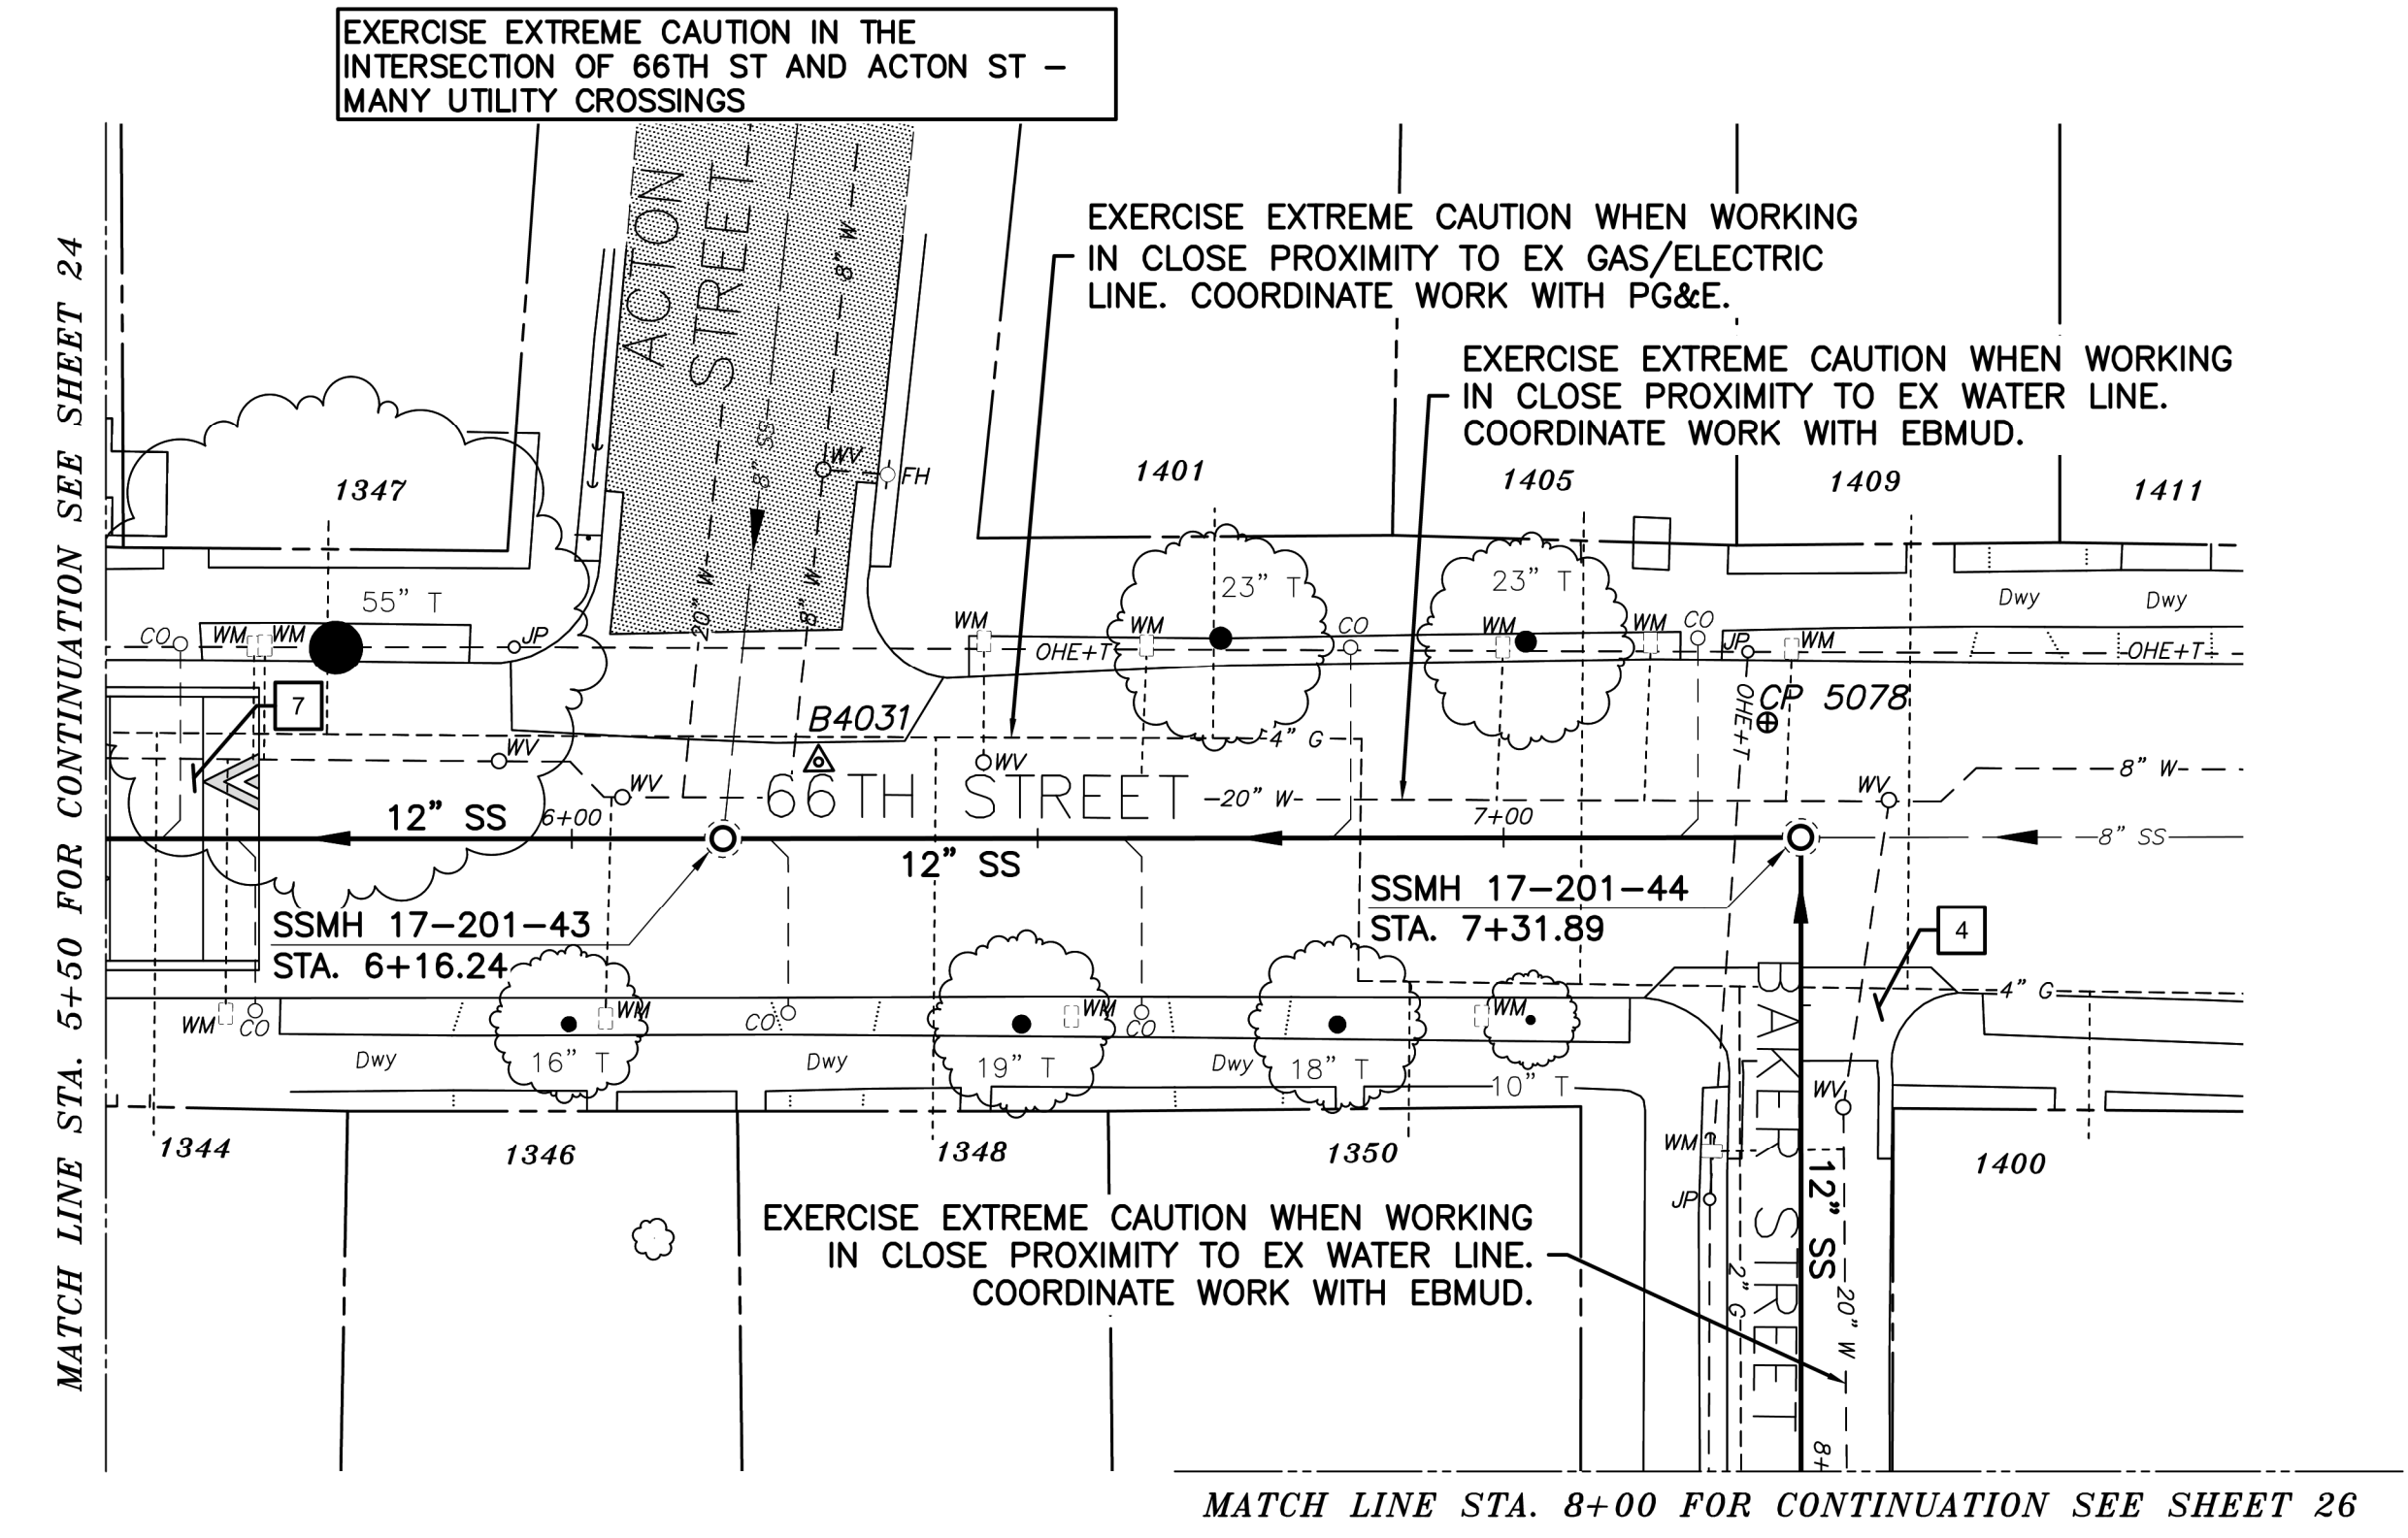 EXERCISE EXTREME CAUTION IN THE
INTERSECTION OF 66TH ST AND ACTON ST –
MANY UTILITY CROSSINGS
MATCH LINE STA. 5+50 FOR CONTINUATION SEE SHEET 24
ACTON
STREET
8" W
8" SS
20" W
8" W
WV
FH
EXERCISE EXTREME CAUTION WHEN WORKING
IN CLOSE PROXIMITY TO EX GAS/ELECTRIC
LINE. COORDINATE WORK WITH PG&E.
EXERCISE EXTREME CAUTION WHEN WORKING
IN CLOSE PROXIMITY TO EX WATER LINE.
COORDINATE WORK WITH EBMUD.
1347
1401
1405
1409
1411
55" T
23" T
23" T
Dwy
Dwy
CO
WM
WM
JP
WM
OHE+T
WM
CO
WM
WM
CO
JP
WM
OHE+T
7
B4031
OHE+T
CP 5078
WV
WV
WV
4" G
66TH STREET
20" W
WV
8" W
12" SS
6+00
7+00
12" SS
8" SS
SSMH 17-201-43
STA. 6+16.24
SSMH 17-201-44
STA. 7+31.89
4
WM
CO
WM
CO
WM
CO
WM
4" G
Dwy
16" T
Dwy
19" T
Dwy
18" T
10" T
WV
1344
1346
1348
1350
1400
WM
JP
BAKER STREET
12" SS
2" G
20" W
8+
EXERCISE EXTREME CAUTION WHEN WORKING
IN CLOSE PROXIMITY TO EX WATER LINE.
COORDINATE WORK WITH EBMUD.
MATCH LINE STA. 8+00 FOR CONTINUATION SEE SHEET 26